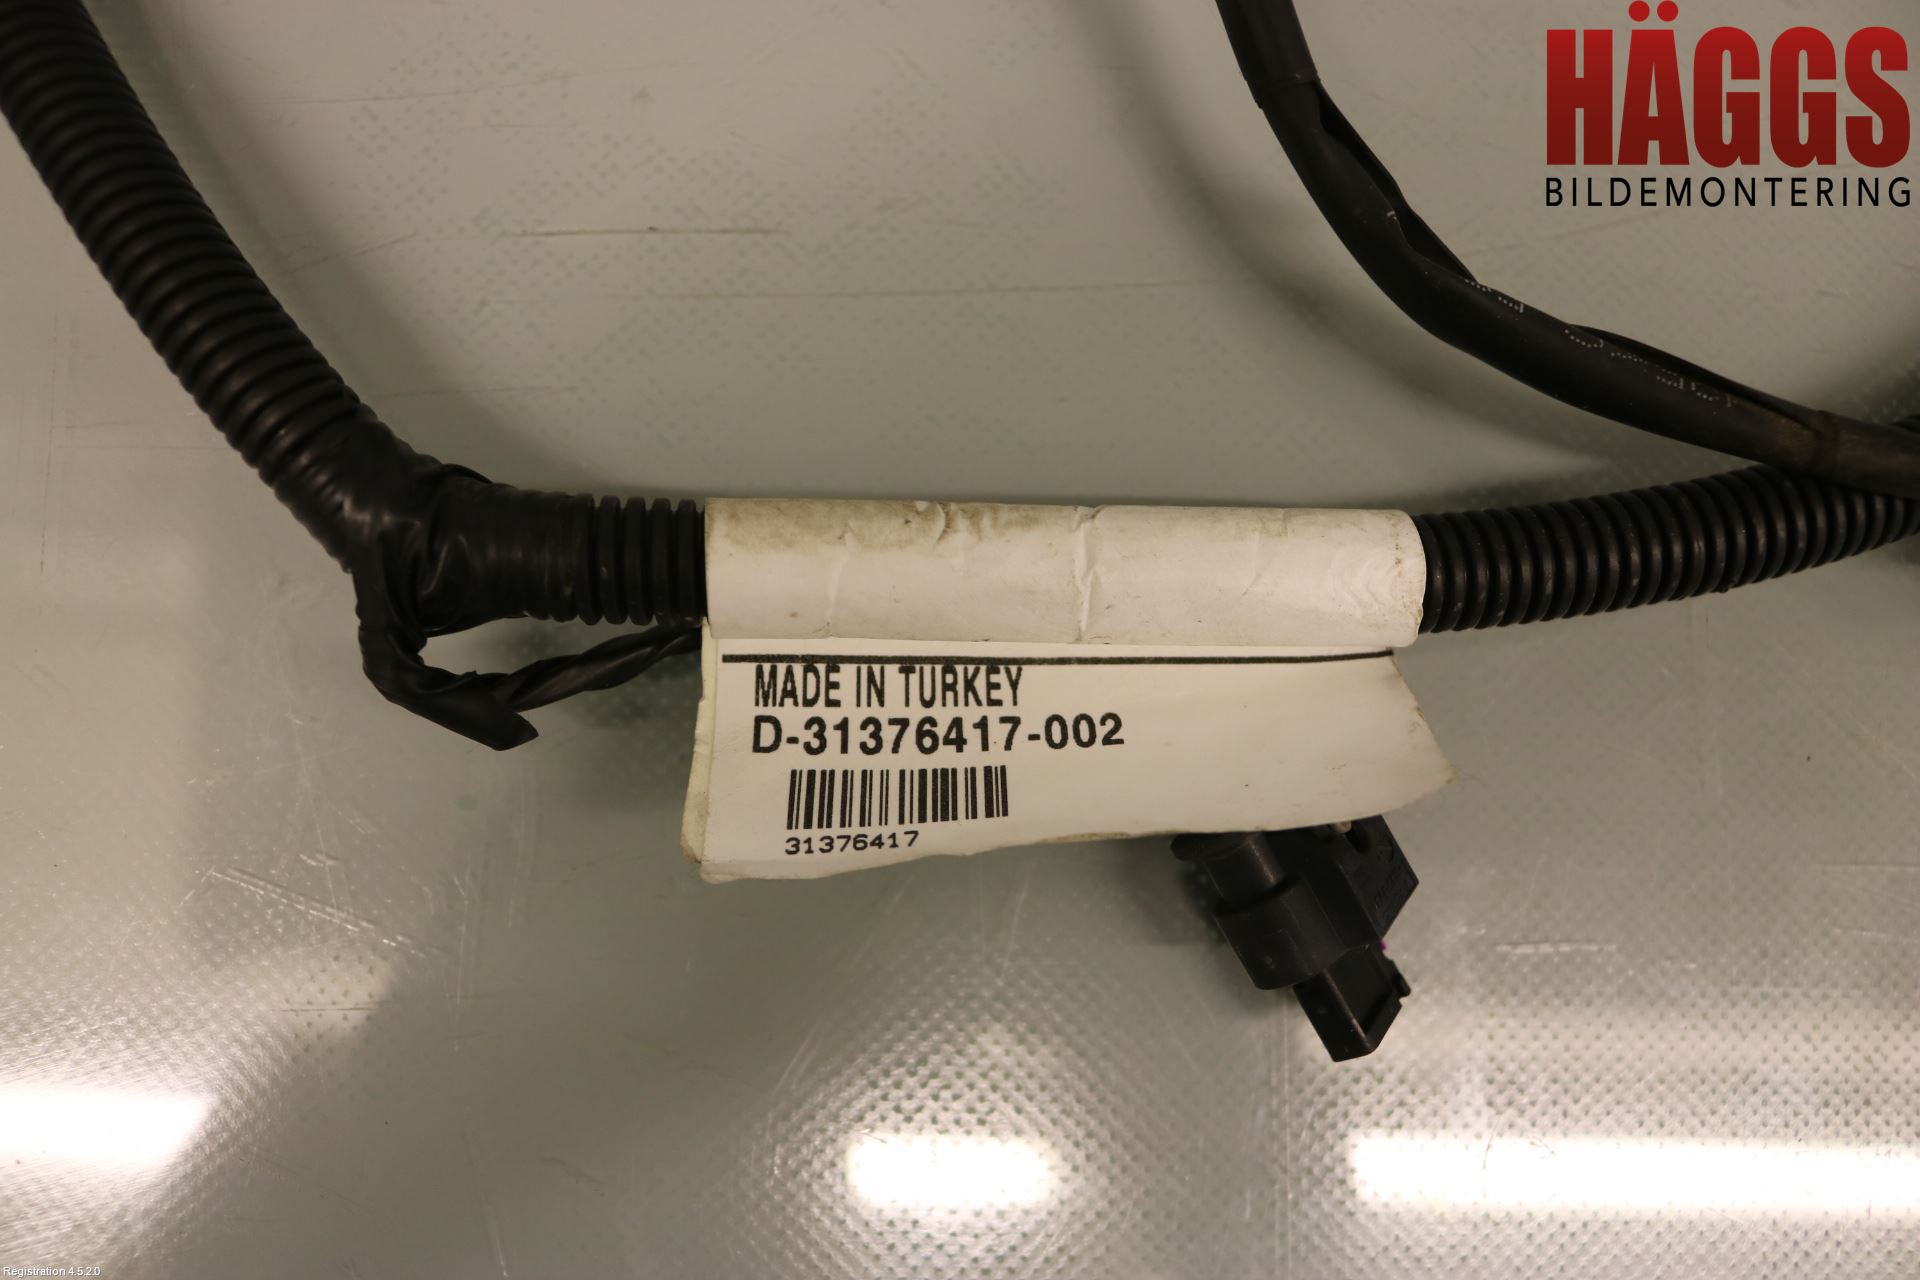 HÄGGS
BILDEMONTERING
MADE IN TURKEY
D-31376417-002
31376417
Registration 4.5.2.0